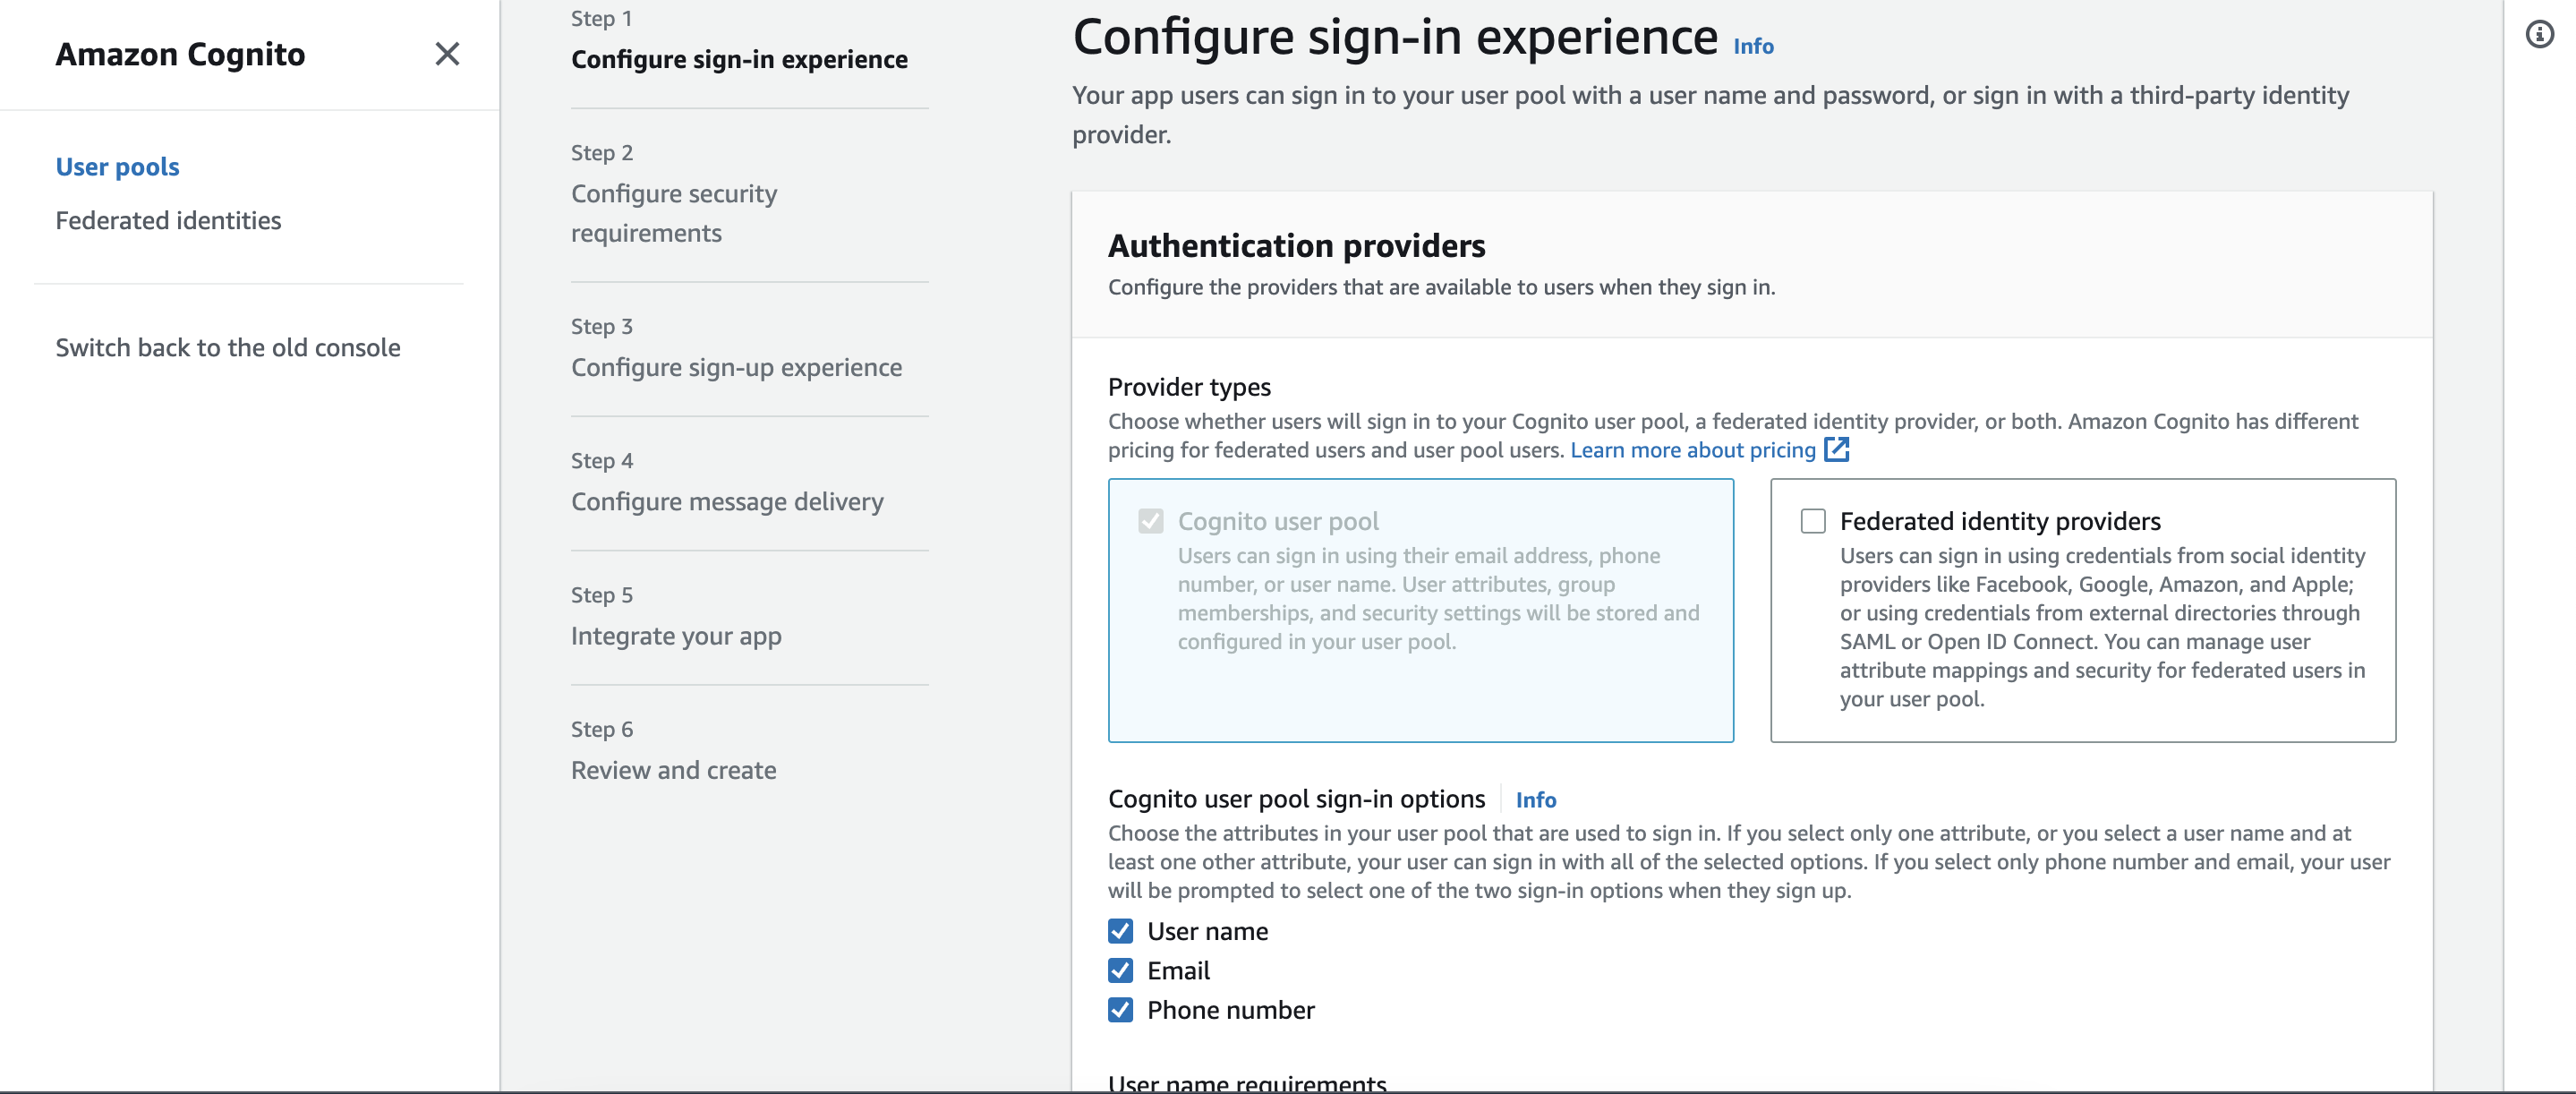 Amazon Cognito
User pools
Federated identities
Switch back to the old console
Step 1
Configure sign-in experience
Step 2
Configure security
requirements
Step 3
Configure sign-up experience
Step 4
Configure message delivery
Step 5
Integrate your app
Step 6
Review and create
Configure sign-in experience Info
Your app users can sign in to your user pool with a user name and password, or sign in with a third-party identity
provider.
Authentication providers
Configure the providers that are available to users when they sign in.
Provider types
Choose whether users will sign in to your Cognito user pool, a federated identity provider, or both. Amazon Cognito has different
pricing for federated users and user pool users. Learn more about pricing
Cognito user pool
Users can sign in using their email address, phone
number, or user name. User attributes, group
memberships, and security settings will be stored and
configured in your user pool.
Federated identity providers
Users can sign in using credentials from social identity
providers like Facebook, Google, Amazon, and Apple;
or using credentials from external directories through
SAML or Open ID Connect. You can manage user
attribute mappings and security for federated users in
your user pool.
Cognito user pool sign-in options Info
Choose the attributes in your user pool that are used to sign in. If you select only one attribute, or you select a user name and at
least one other attribute, your user can sign in with all of the selected options. If you select only phone number and email, your user
will be prompted to select one of the two sign-in options when they sign up.
User name
Email
Phone number
User name requirements